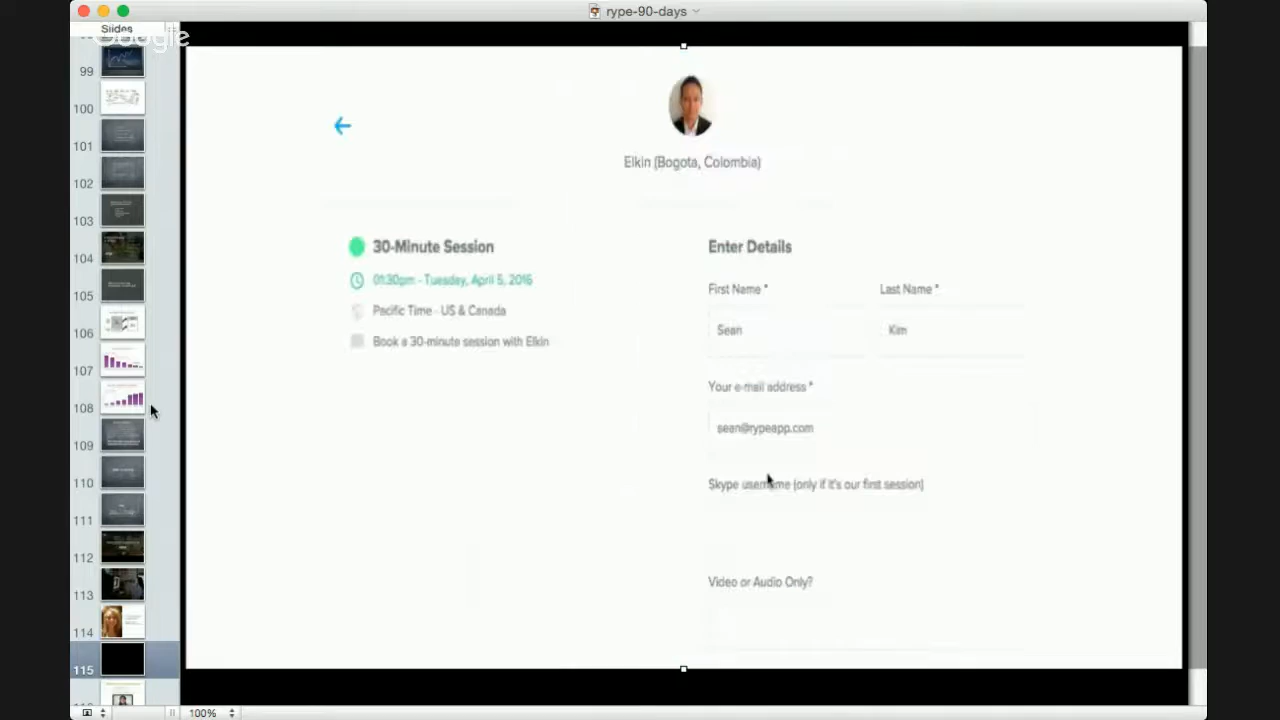 rype-90-days
Slides
Google
99
100
101
102
103
104
105
106
107
108
109
110
111
112
113
114
115
Elkin (Bogota, Colombia)
30-Minute Session
01:30pm - Tuesday, April 5, 2016
Pacific Time - US & Canada
Book a 30-minute session with Elkin
Enter Details
First Name * Last Name *
Sean Kim
Your e-mail address *
sean@rypeapp.com
Skype username (only if it's our first session)
Video or Audio Only?
100%